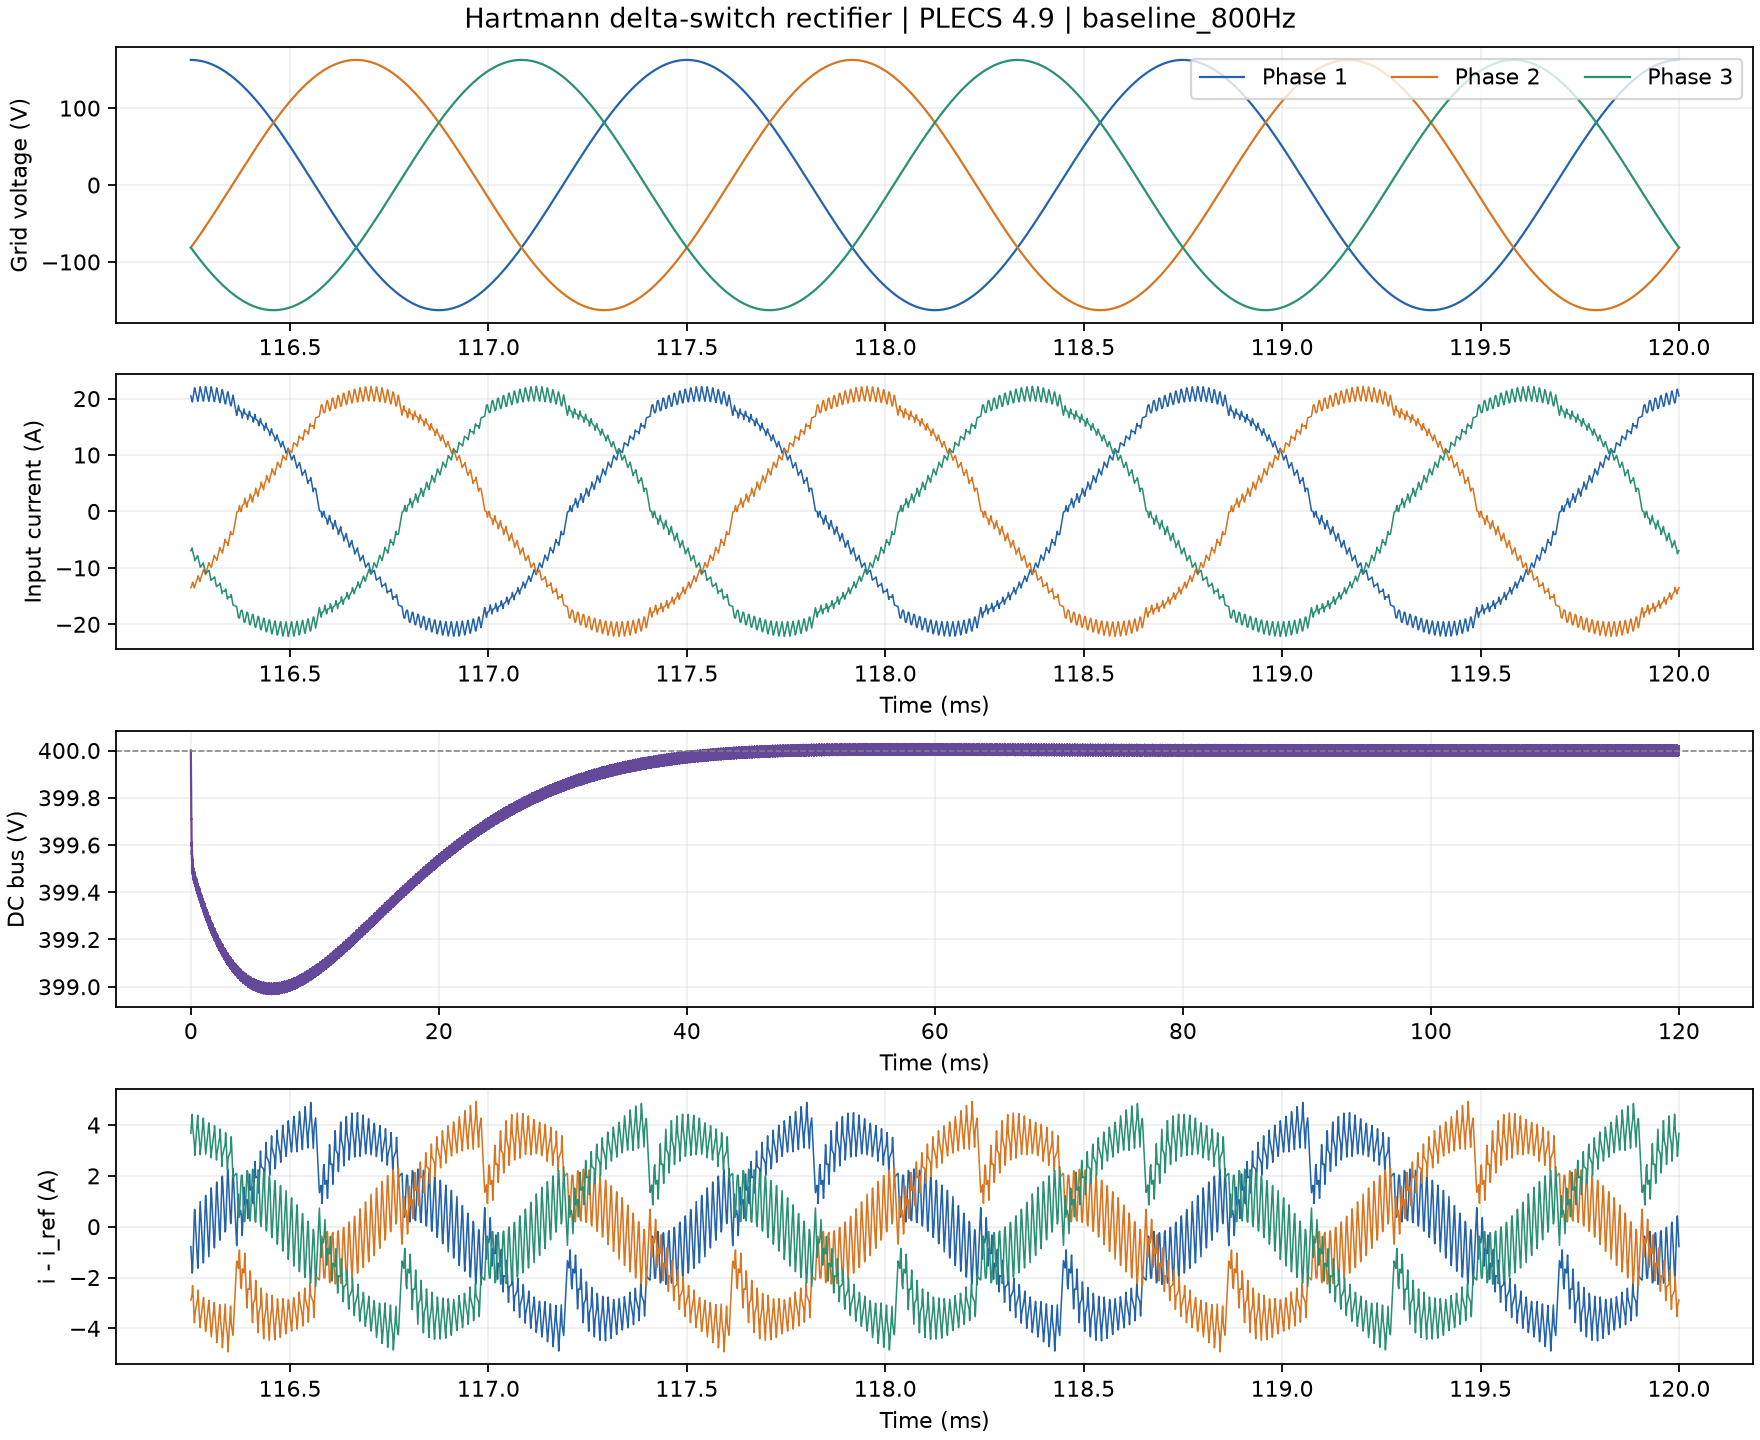 Hartmann delta-switch rectifier | PLECS 4.9 | baseline_800Hz
Grid voltage (V)
100
0
−100
Phase 1 Phase 2 Phase 3
116.5 117.0 117.5 118.0 118.5 119.0 119.5 120.0
Input current (A)
20
10
0
−10
−20
116.5 117.0 117.5 118.0 118.5 119.0 119.5 120.0
Time (ms)
DC bus (V)
400.0
399.8
399.6
399.4
399.2
399.0
0 20 40 60 80 100 120
Time (ms)
i - i_ref (A)
4
2
0
−2
−4
116.5 117.0 117.5 118.0 118.5 119.0 119.5 120.0
Time (ms)